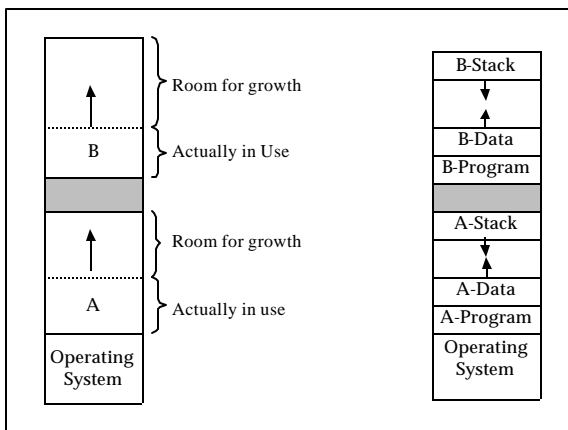 Room for growth
B
Actually in Use
Room for growth
A
Actually in use
Operating
System
B-Stack
B-Data
B-Program
A-Stack
A-Data
A-Program
Operating
System